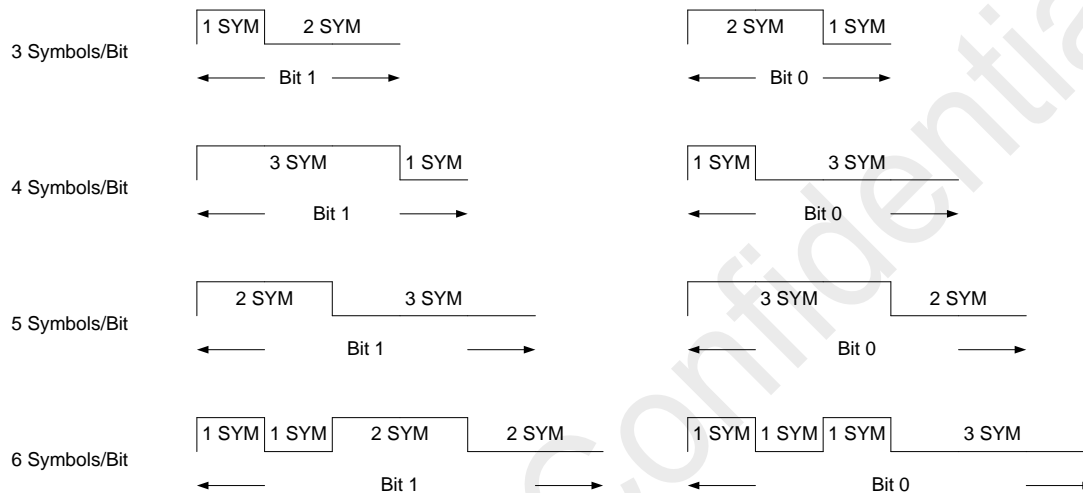 1 SYM 2 SYM 2 SYM 1 SYM
3 Symbols/Bit
Bit 1 Bit 0
3 SYM 1 SYM 1 SYM 3 SYM
4 Symbols/Bit
Bit 1 Bit 0
2 SYM 3 SYM 3 SYM 2 SYM
5 Symbols/Bit
Bit 1 Bit 0
1 SYM 1 SYM 2 SYM 2 SYM 1 SYM 1 SYM 1 SYM 3 SYM
6 Symbols/Bit
Bit 1 Bit 0
Confidentia